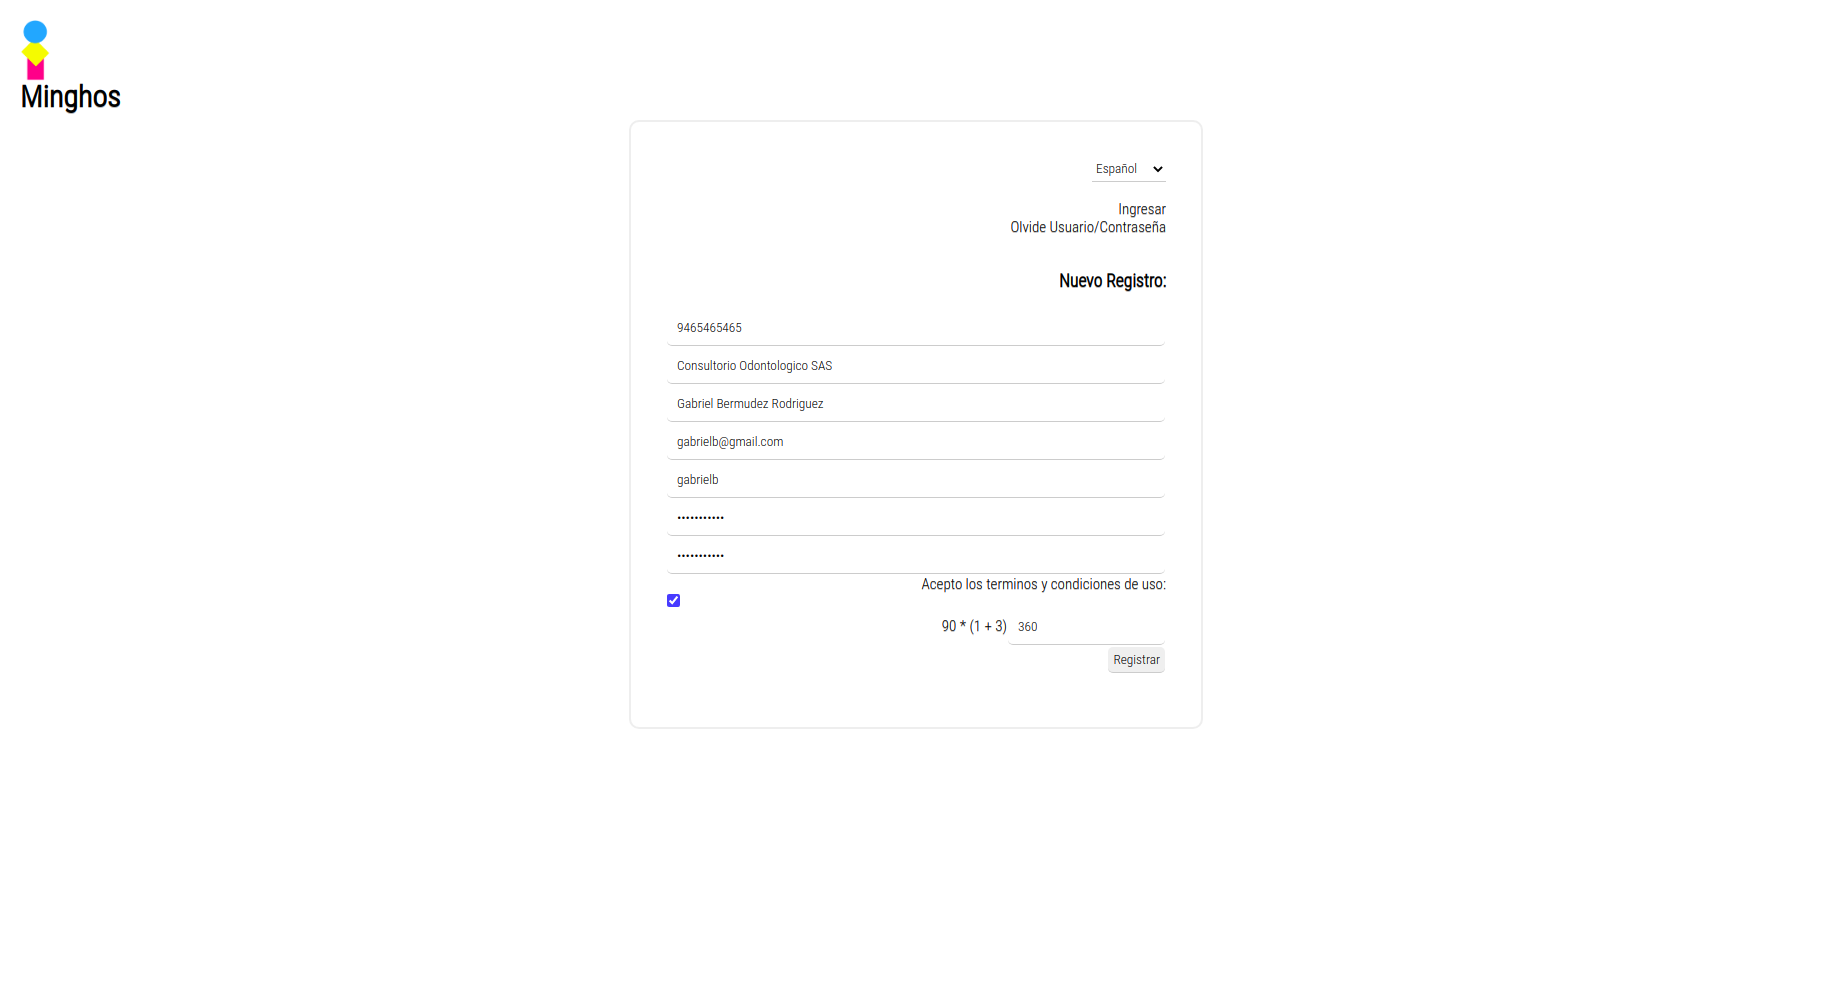 Minghos
Español
Ingresar
Olvide Usuario/Contraseña
Nuevo Registro:
9465465465
Consultorio Odontologico SAS
Gabriel Bermudez Rodriguez
gabrielb@gmail.com
gabrielb
•••••••••••
•••••••••••
Acepto los terminos y condiciones de uso:
90 * (1 + 3) 360
Registrar